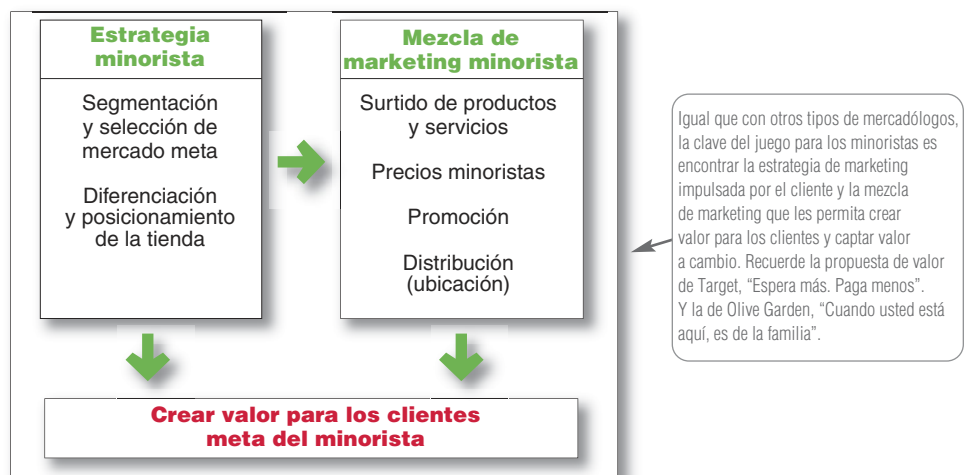 Estrategia
minorista
Segmentación
y selección de
mercado meta
Diferenciación
y posicionamiento
de la tienda
Mezcla de
marketing minorista
Surtido de productos
y servicios
Precios minoristas
Promoción
Distribución
(ubicación)
Crear valor para los clientes
meta del minorista
Igual que con otros tipos de mercadólogos,
la clave del juego para los minoristas es
encontrar la estrategia de marketing
impulsada por el cliente y la mezcla
de marketing que les permita crear
valor para los clientes y captar valor
a cambio. Recuerde la propuesta de valor
de Target, “Espera más. Paga menos”.
Y la de Olive Garden, “Cuando usted está
aquí, es de la familia”.